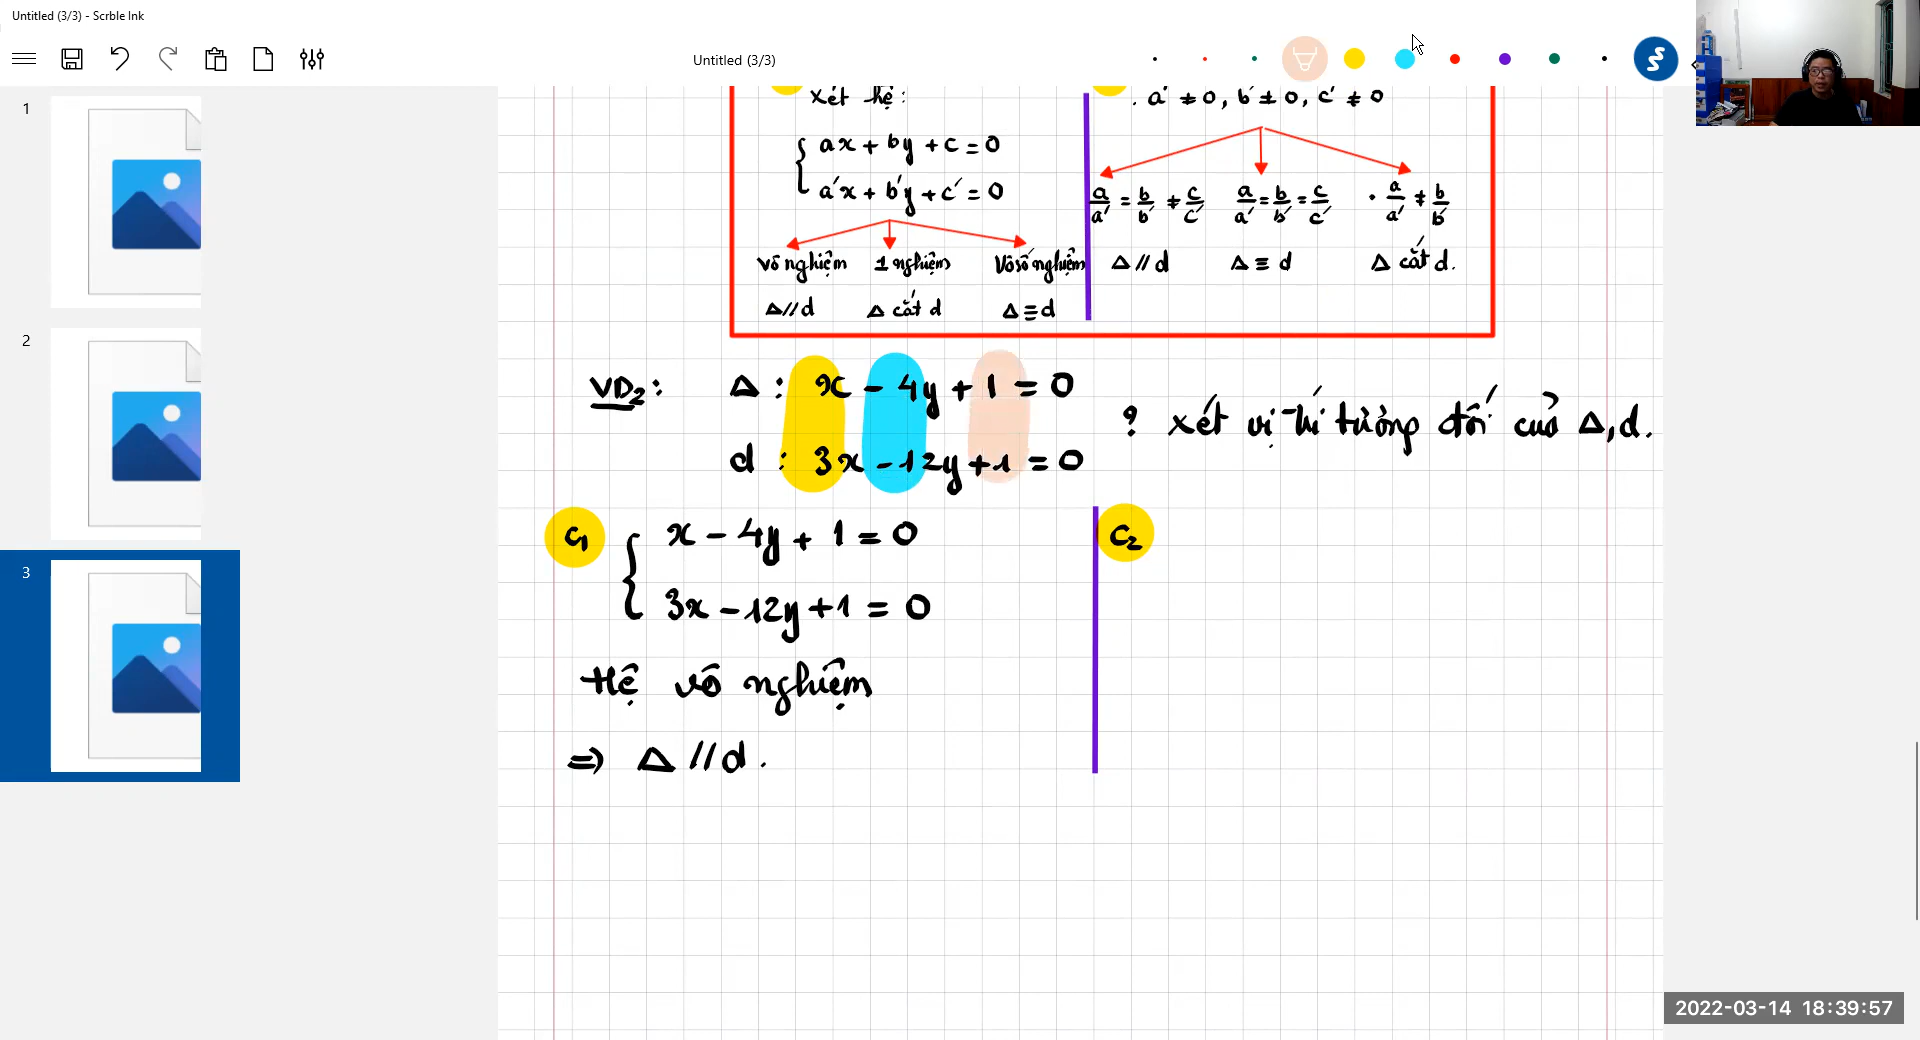 Untitled (3/3) - Scrble Ink
Untitled (3/3)
1
2
3
Xét hệ:
ax + by + c = 0
a'x + b'y + c' = 0
Vô nghiệm 1 nghiệm Vô số nghiệm
Δ // d Δ cắt d Δ ≡ d
. a' ≠ 0, b' ≠ 0, c' ≠ 0
a/a' = b/b' ≠ c/c' a/a' = b/b' = c/c' • a/a' ≠ b/b'
Δ // d Δ ≡ d Δ cắt d.
VD2: Δ : x - 4y + 1 = 0
d : 3x - 12y + 1 = 0
? Xét vị trí tương đối của Δ, d.
C1 x - 4y + 1 = 0
3x - 12y + 1 = 0
Hệ vô nghiệm
=> Δ // d.
C2
2022-03-14 18:39:57